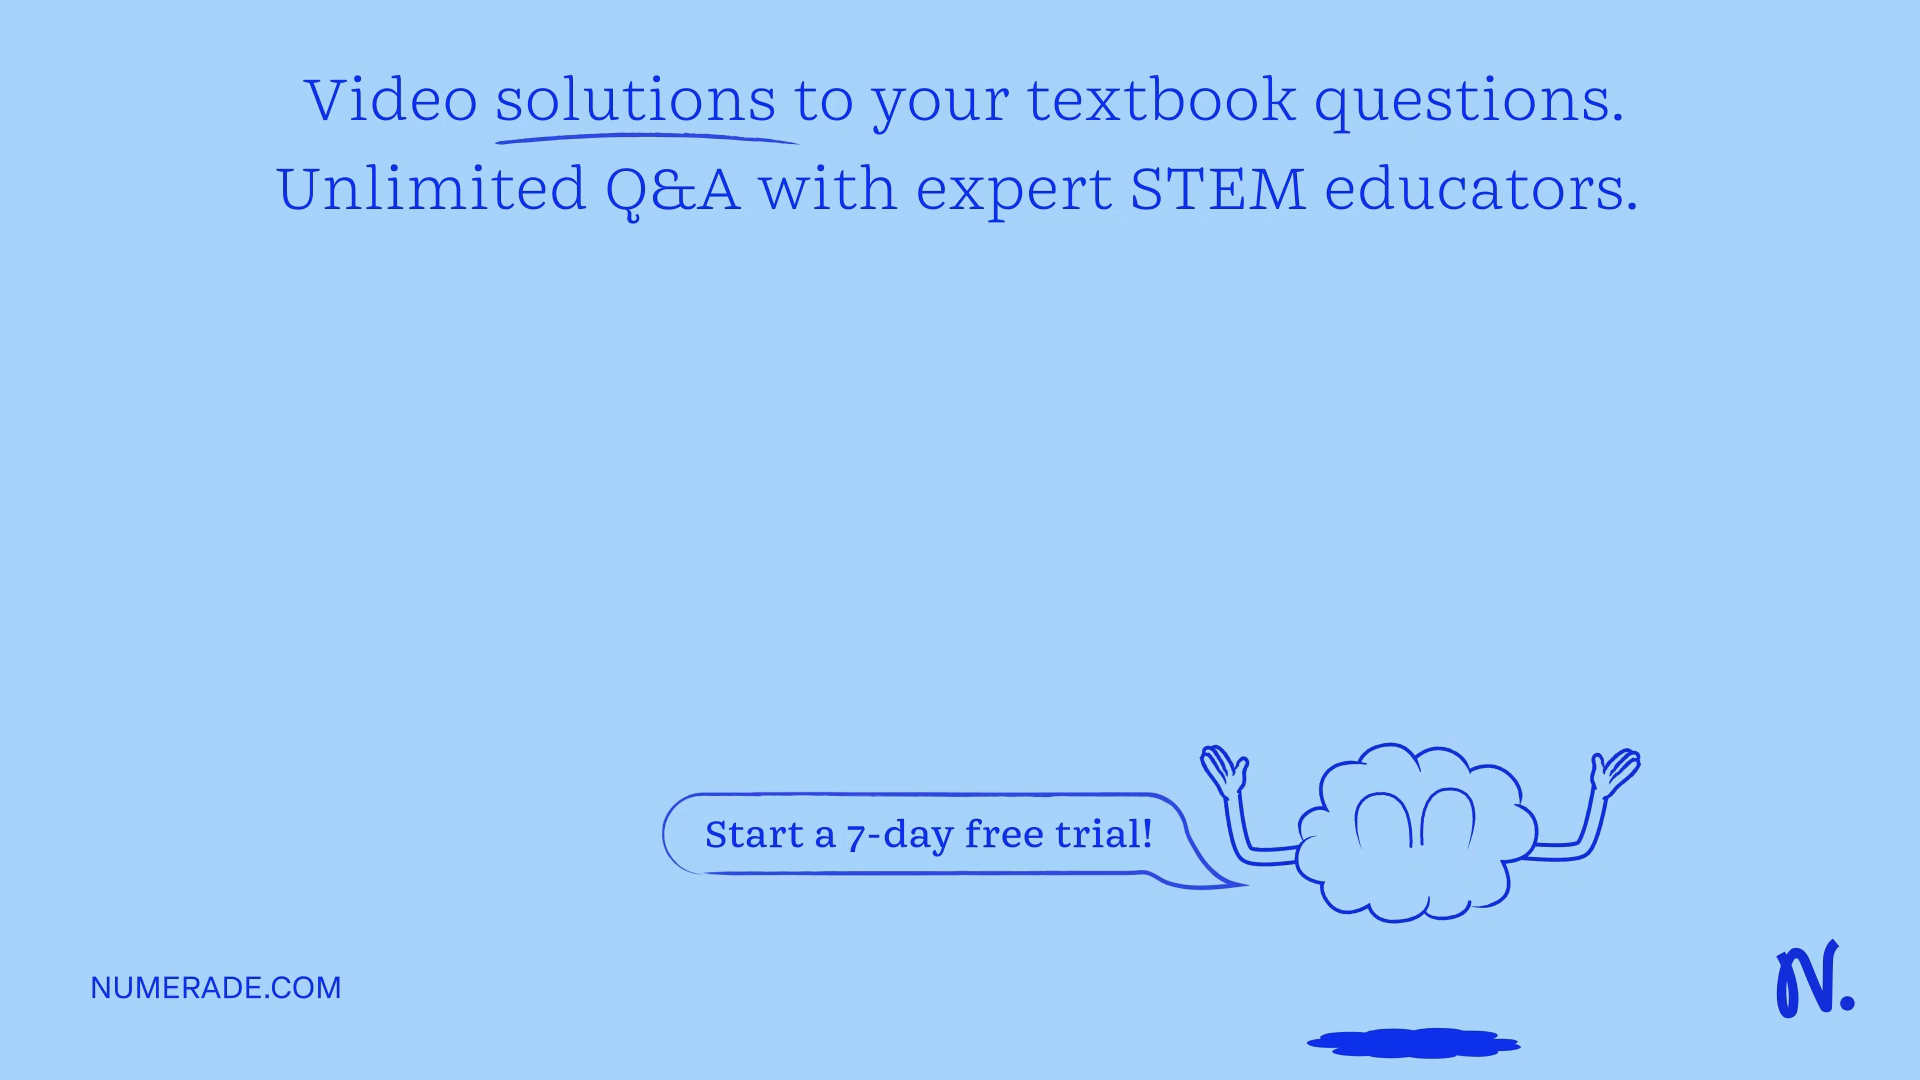 Video solutions to your textbook questions.
Unlimited Q&A with expert STEM educators.
Start a 7-day free trial!
NUMERADE.COM
N.